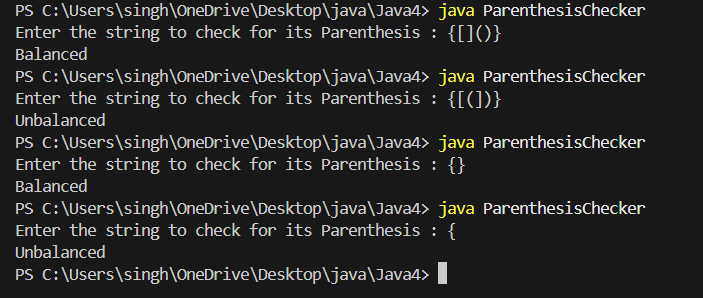 PS C:\Users\singh\OneDrive\Desktop\java\Java4> java ParenthesisChecker
Enter the string to check for its Parenthesis : {[]()}
Balanced
PS C:\Users\singh\OneDrive\Desktop\java\Java4> java ParenthesisChecker
Enter the string to check for its Parenthesis : {[(])}
Unbalanced
PS C:\Users\singh\OneDrive\Desktop\java\Java4> java ParenthesisChecker
Enter the string to check for its Parenthesis : {}
Balanced
PS C:\Users\singh\OneDrive\Desktop\java\Java4> java ParenthesisChecker
Enter the string to check for its Parenthesis : {
Unbalanced
PS C:\Users\singh\OneDrive\Desktop\java\Java4>